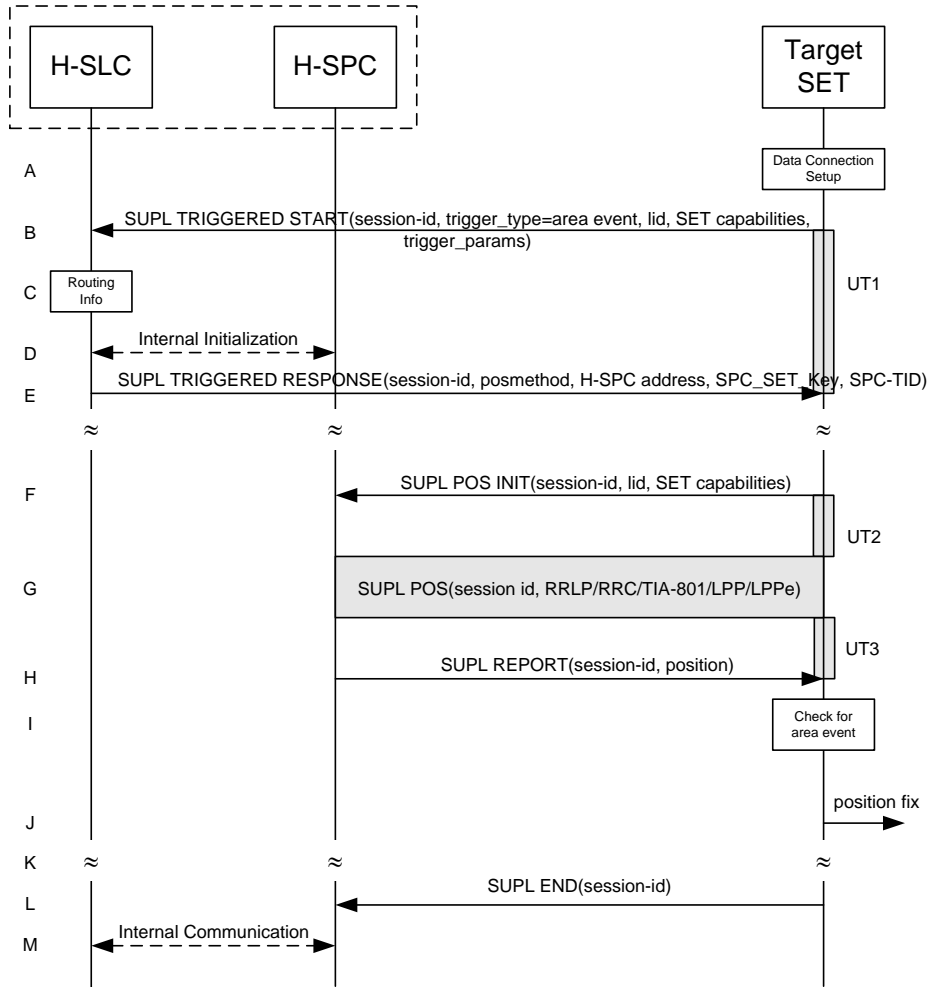 H-SLC
H-SPC
Target
SET
A
Data Connection
Setup
B
SUPL TRIGGERED START(session-id, trigger_type=area event, lid, SET capabilities,
trigger_params)
C
Routing
Info
UT1
D
Internal Initialization
E
SUPL TRIGGERED RESPONSE(session-id, posmethod, H-SPC address, SPC_SET_Key, SPC-TID)
≈ ≈ ≈
F
SUPL POS INIT(session-id, lid, SET capabilities)
UT2
G
SUPL POS(session id, RRLP/RRC/TIA-801/LPP/LPPe)
UT3
H
SUPL REPORT(session-id, position)
I
Check for
area event
position fix
J
K
≈ ≈ ≈
L
SUPL END(session-id)
M
Internal Communication